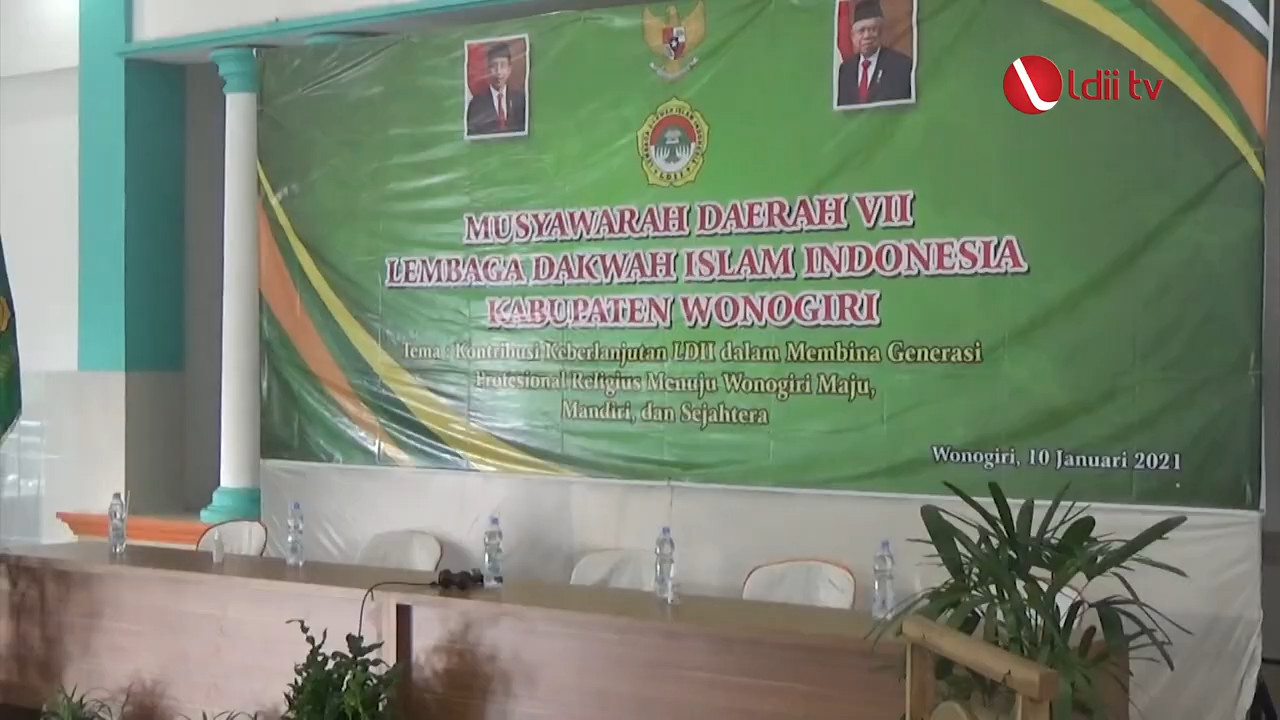 ldii tv
LDII
MUSYAWARAH DAERAH VII
LEMBAGA DAKWAH ISLAM INDONESIA
KABUPATEN WONOGIRI
Tema : Kontribusi Keberlanjutan LDII dalam Membina Generasi
Profesional Religius Menuju Wonogiri Maju,
Mandiri, dan Sejahtera
Wonogiri, 10 Januari 2021